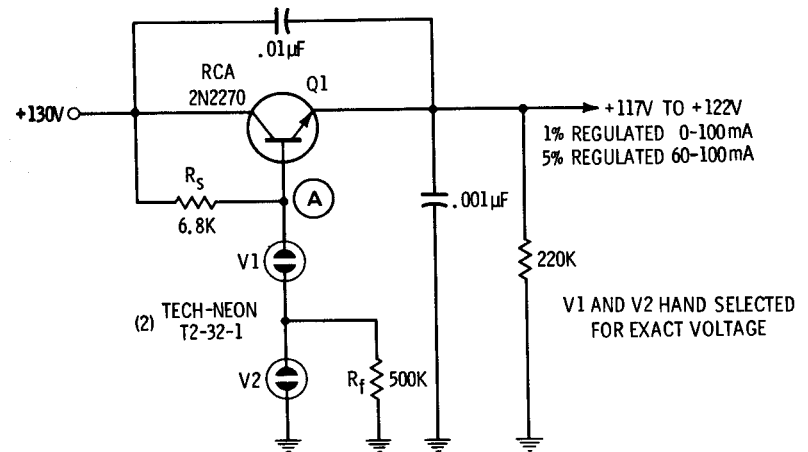 .01μF
RCA
2N2270
Q1
+130V
+117V TO +122V
1% REGULATED 0-100mA
5% REGULATED 60-100mA
Rs
6.8K
A
.001μF
V1
220K
(2) TECH-NEON
T2-32-1
V1 AND V2 HAND SELECTED
FOR EXACT VOLTAGE
V2
Rf
500K